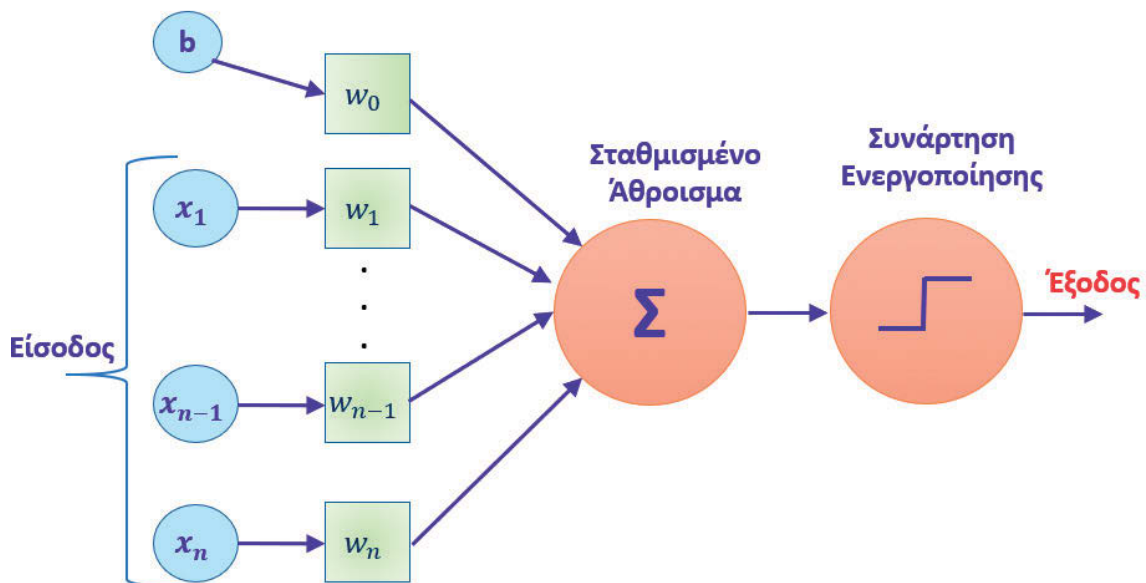 b
w₀
Σταθμισμένο
Άθροισμα
Συνάρτηση
Ενεργοποίησης
x₁
w₁
.
.
.
Σ
Έξοδος
Είσοδος
xₙ₋₁
wₙ₋₁
xₙ
wₙ